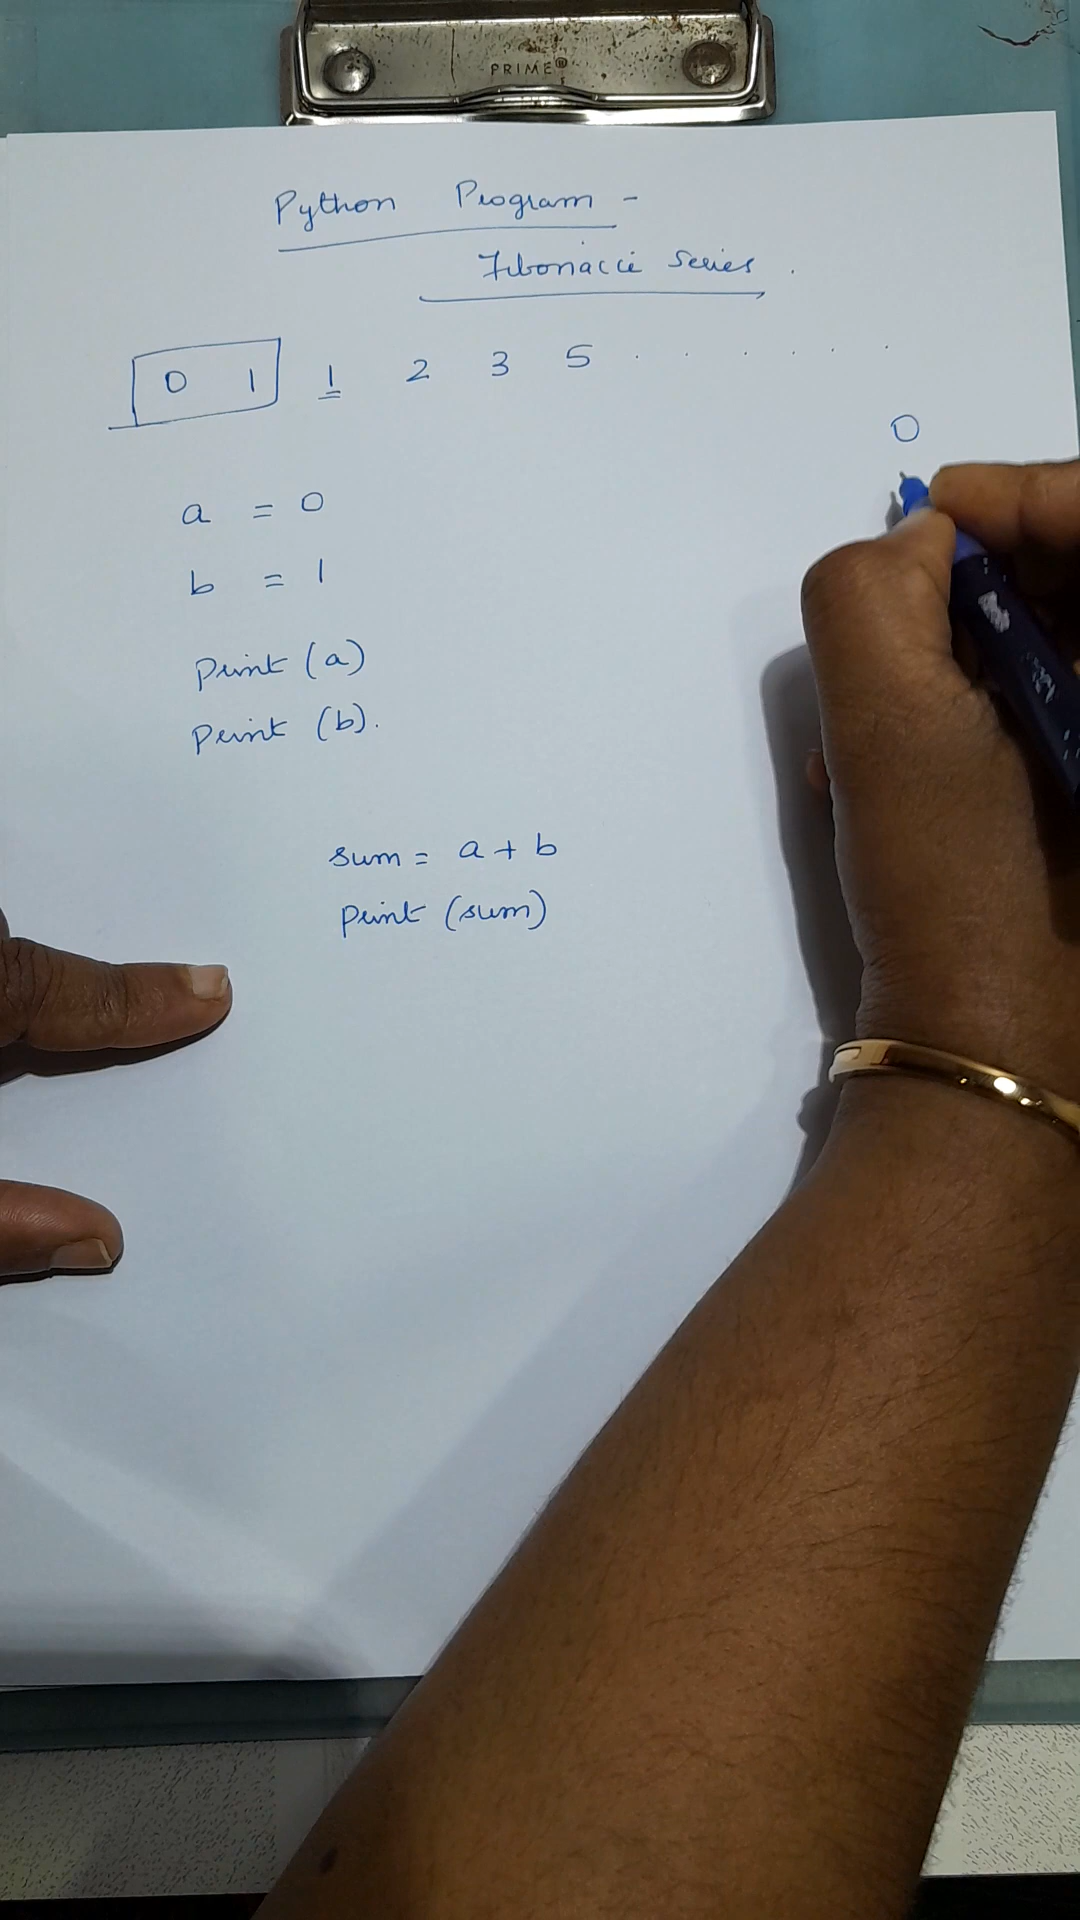 PRIME®
Python Program -
Fibonacci Series.
0 1 1 2 3 5 . . . . . .
0
a = 0
b = 1
print (a)
print (b).
sum = a + b
print (sum)